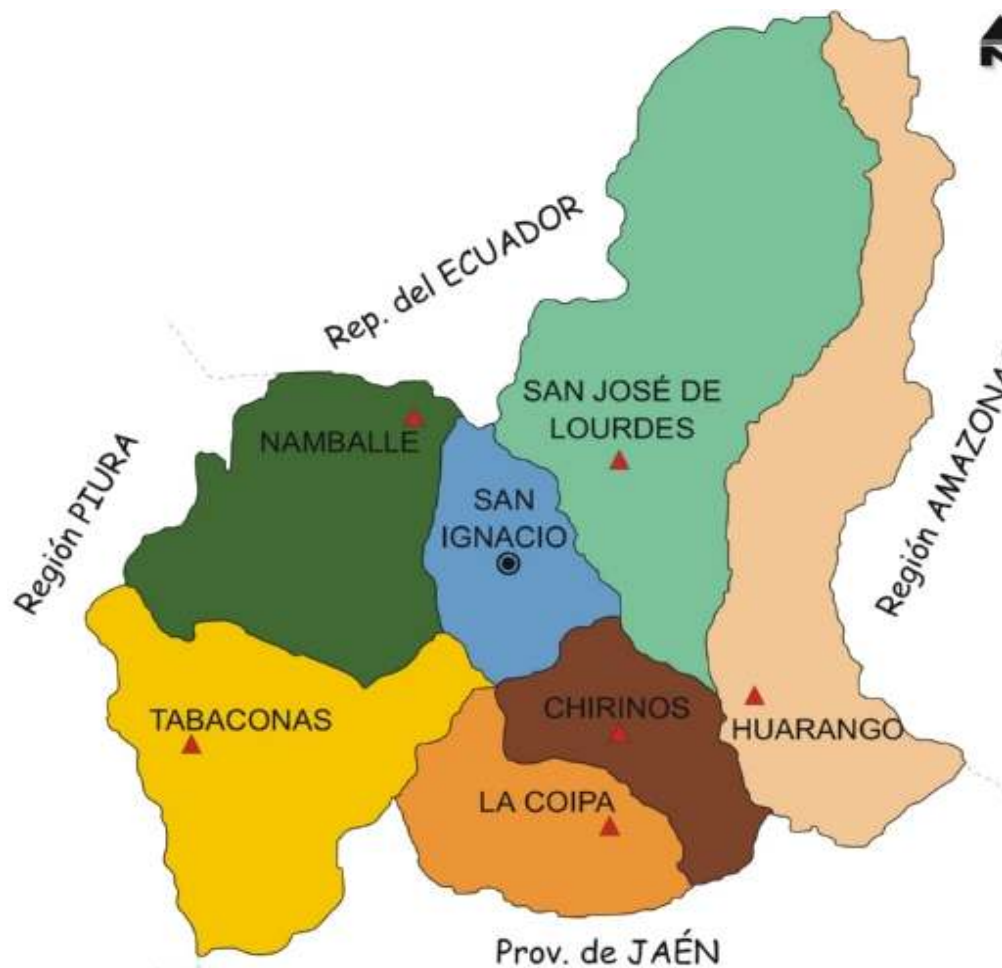 N
Rep. del ECUADOR
SAN JOSÉ DE
LOURDES
NAMBALLE
Región PIURA
SAN
IGNACIO
Región
TABACONAS
CHIRINOS
HUARANGO
LA COIPA
Prov. de JAÉN